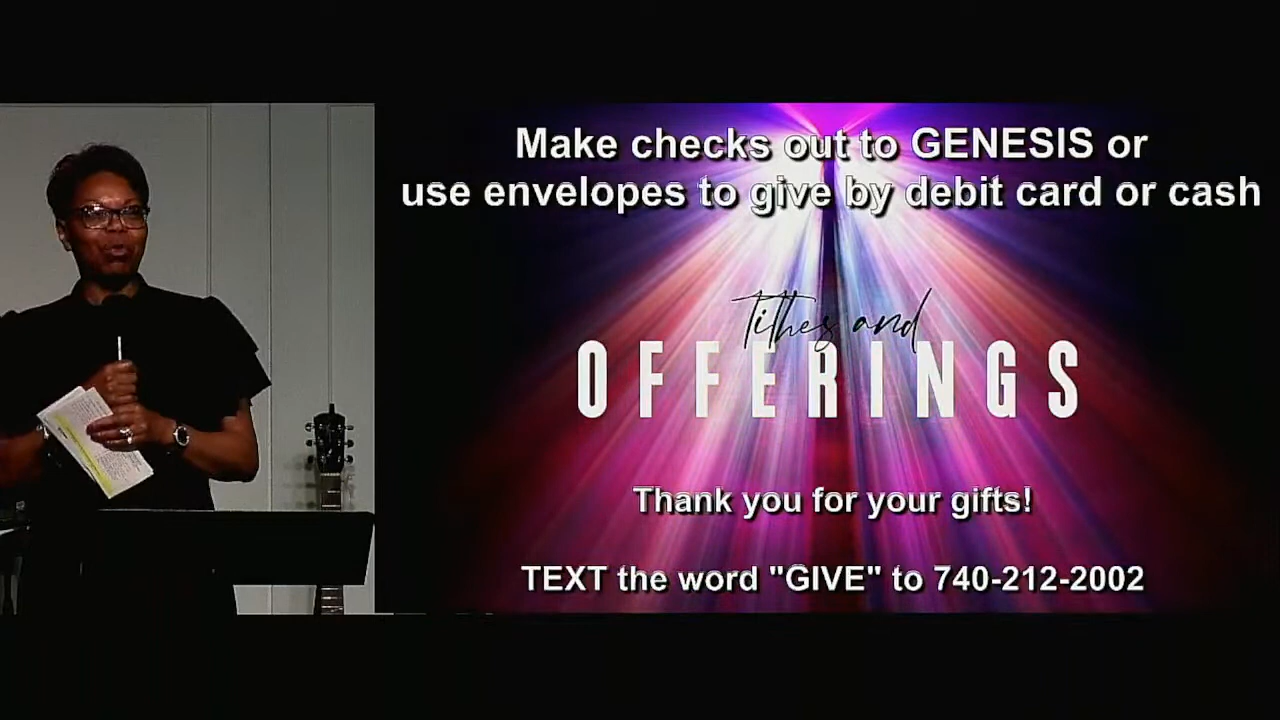 Make checks out to GENESIS or
use envelopes to give by debit card or cash
tithes and
OFFERINGS
Thank you for your gifts!
TEXT the word "GIVE" to 740-212-2002